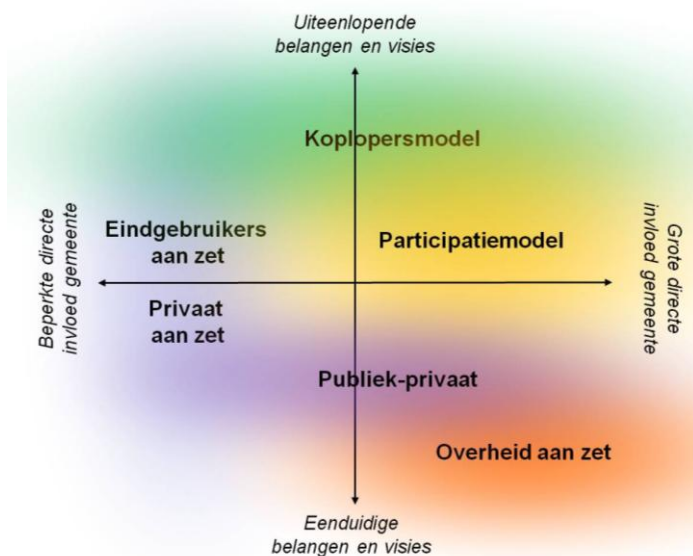 Uiteenlopende
belangen en visies
Koplopersmodel
Beperkte directe
invloed gemeente
Eindgebruikers
aan zet
Participatiemodel
Grote directe
invloed gemeente
Privaat
aan zet
Publiek-privaat
Overheid aan zet
Eenduidige
belangen en visies